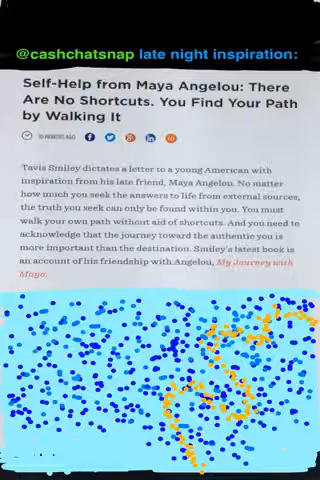 @cashchatsnap late night inspiration:
Self-Help from Maya Angelou: There
Are No Shortcuts. You Find Your Path
by Walking It
10 MONTHS AGO
Tavis Smiley dictates a letter to a young American with
inspiration from his late friend, Maya Angelou. No matter
how much you seek the answers to life from external sources,
the truth you seek can only be found within you. You must
walk your own path without aid of shortcuts. And you need to
acknowledge that the journey toward the authentic you is
more important than the destination. Smiley's latest book is
an account of his friendship with Angelou, My Journey with
Maya.